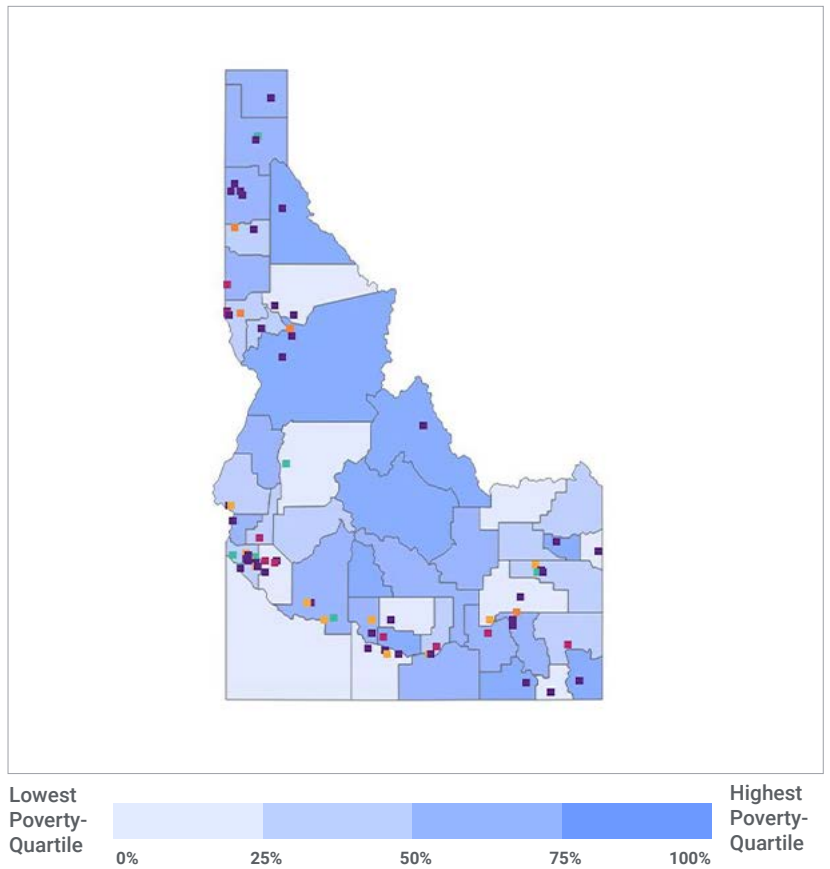 Lowest
Poverty-
Quartile
0%
25%
50%
75%
100%
Highest
Poverty-
Quartile